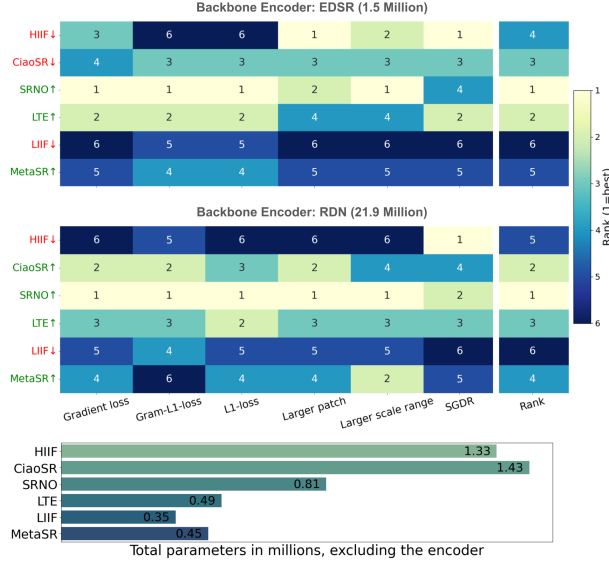 Backbone Encoder: EDSR (1.5 Million)
HIIF↓ 3 6 6 1 2 1 4
CiaoSR↓ 4 3 3 3 3 3 3
SRNO↑ 1 1 1 2 1 4 1
LTE↑ 2 2 2 4 4 2 2
LIIF↓ 6 5 5 6 6 6 6
MetaSR↑ 5 4 4 5 5 5 5
Backbone Encoder: RDN (21.9 Million)
HIIF↓ 6 5 6 6 6 1 5
CiaoSR↑ 2 2 3 2 4 4 2
SRNO↑ 1 1 1 1 1 2 1
LTE↑ 3 3 2 3 3 3 3
LIIF↓ 5 4 5 5 5 6 6
MetaSR↑ 4 6 4 4 2 5 4
Gradient loss Gram-L1-loss L1-loss Larger patch Larger scale range SGDR Rank
1
2
3
4
5
6
Rank (1=best)
HIIF 1.33
CiaoSR 1.43
SRNO 0.81
LTE 0.49
LIIF 0.35
MetaSR 0.45
Total parameters in millions, excluding the encoder